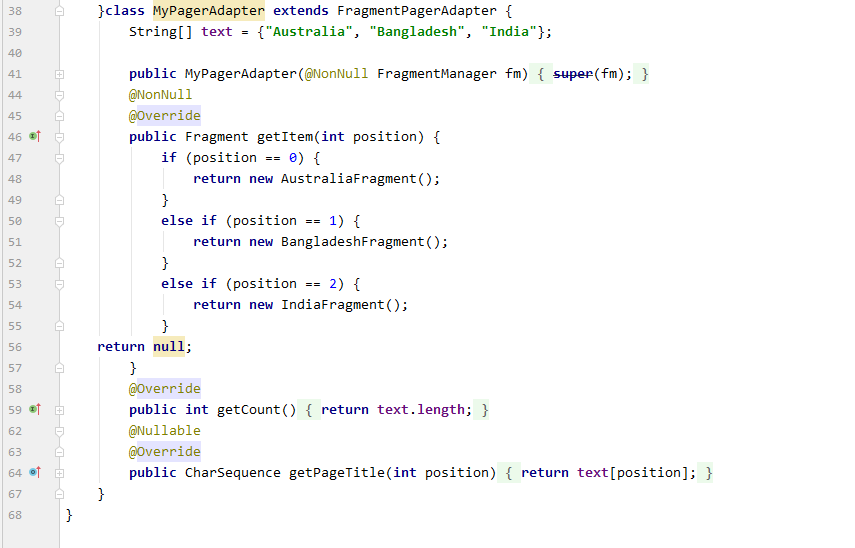 38 }class MyPagerAdapter extends FragmentPagerAdapter {
39 String[] text = {"Australia", "Bangladesh", "India"};
40
41 public MyPagerAdapter(@NonNull FragmentManager fm) { super(fm); }
44 @NonNull
45 @Override
46 public Fragment getItem(int position) {
47 if (position == 0) {
48 return new AustraliaFragment();
49 }
50 else if (position == 1) {
51 return new BangladeshFragment();
52 }
53 else if (position == 2) {
54 return new IndiaFragment();
55 }
56 return null;
57 }
58 @Override
59 public int getCount() { return text.length; }
62 @Nullable
63 @Override
64 public CharSequence getPageTitle(int position) { return text[position]; }
67 }
68 }